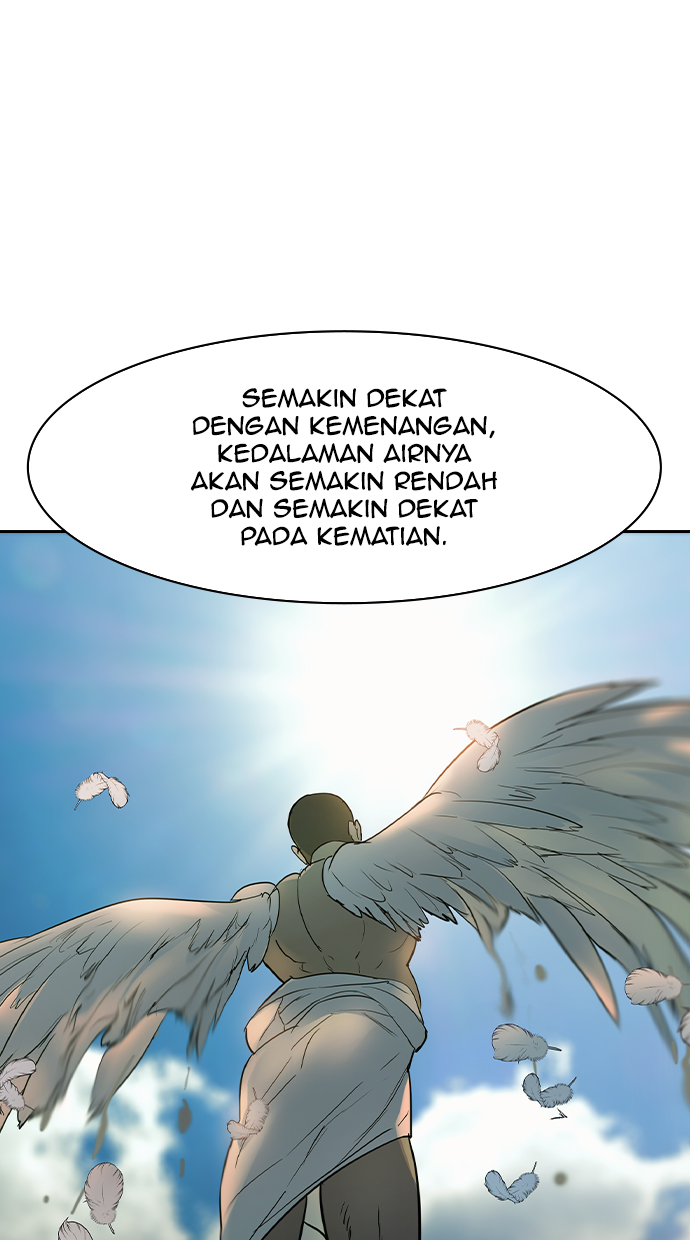 SEMAKIN DEKAT
DENGAN KEMENANGAN,
KEDALAMAN AIRNYA
AKAN SEMAKIN RENDAH
DAN SEMAKIN DEKAT
PADA KEMATIAN.